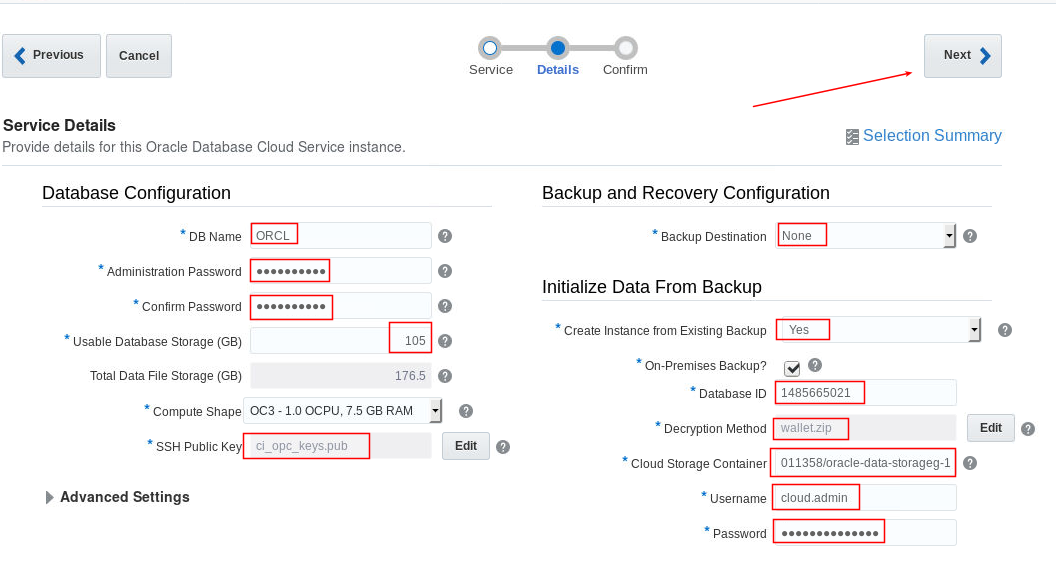 Previous
Cancel
Service
Details
Confirm
Next
Service Details
Provide details for this Oracle Database Cloud Service instance.
Selection Summary
Database Configuration
* DB Name ORCL ?
* Administration Password ●●●●●●●●●● ?
* Confirm Password ●●●●●●●●●● ?
* Usable Database Storage (GB) 105 ?
Total Data File Storage (GB) 176.5 ?
* Compute Shape OC3 - 1.0 OCPU, 7.5 GB RAM ?
* SSH Public Key ci_opc_keys.pub Edit ?
Advanced Settings
Backup and Recovery Configuration
* Backup Destination None ?
Initialize Data From Backup
* Create Instance from Existing Backup Yes ?
* On-Premises Backup? ?
* Database ID 1485665021
* Decryption Method wallet.zip Edit ?
* Cloud Storage Container 011358/oracle-data-storageg-1 ?
* Username cloud.admin
* Password ●●●●●●●●●●●●●●